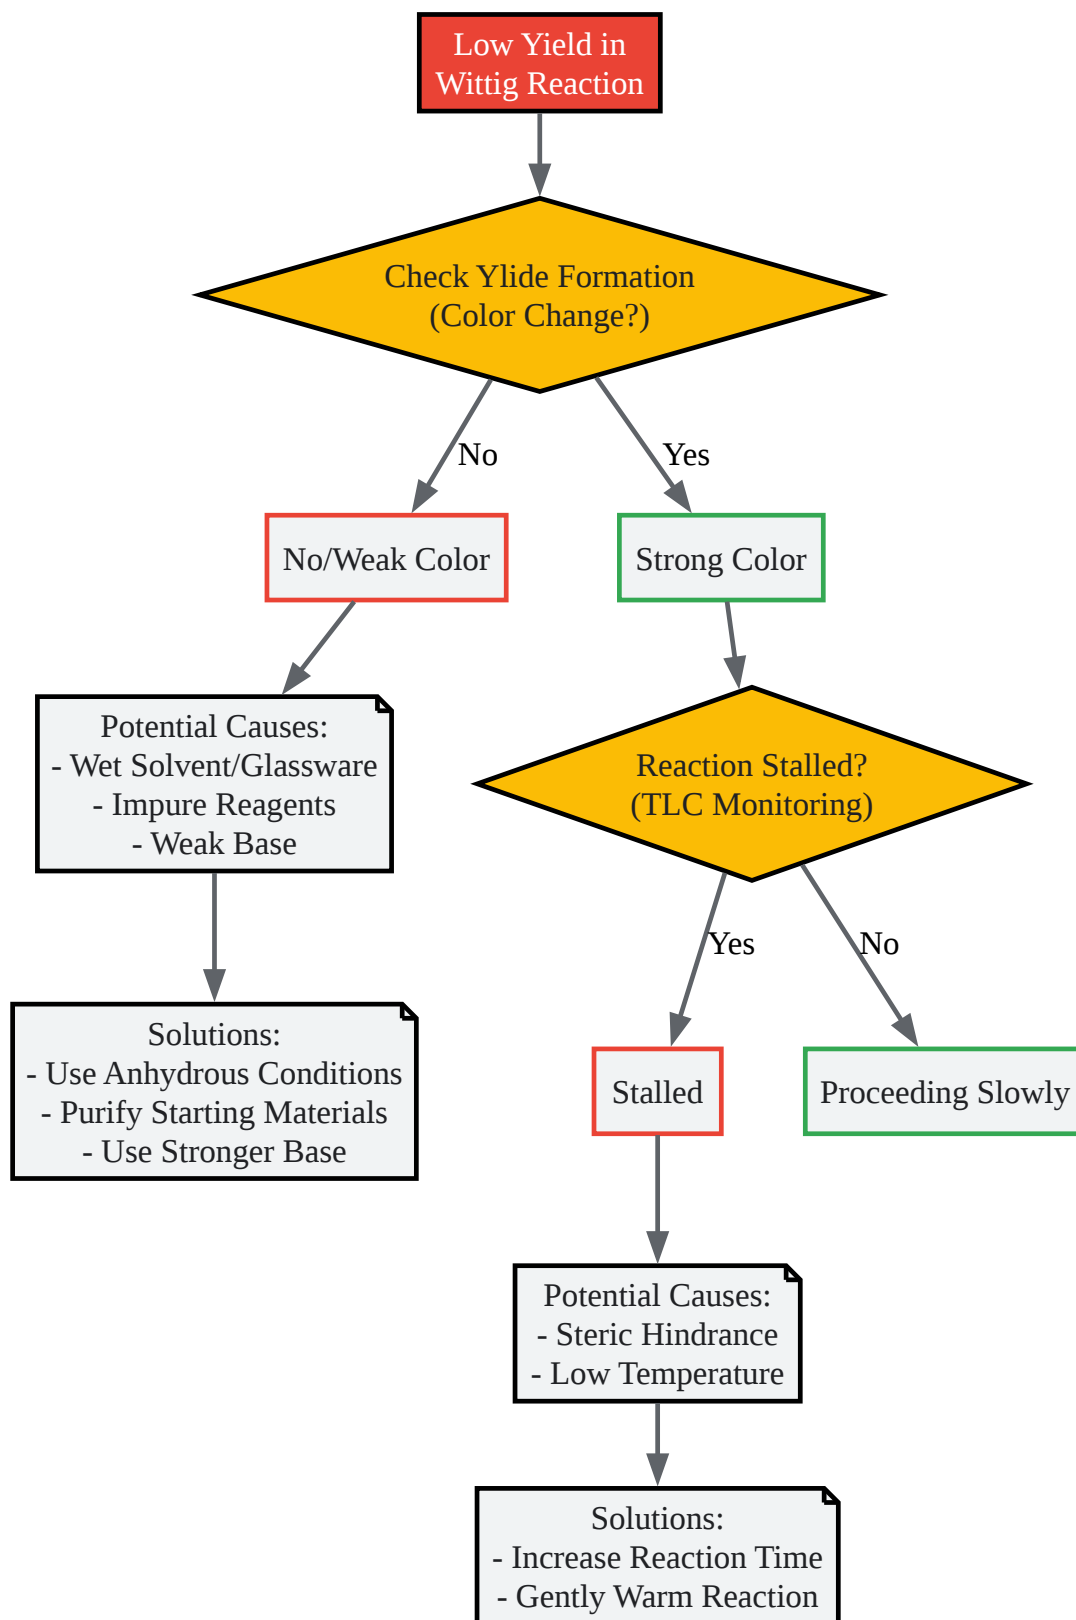 Low Yield in
Wittig Reaction
Check Ylide Formation
(Color Change?)
No
Yes
No/Weak Color
Strong Color
Potential Causes:
- Wet Solvent/Glassware
- Impure Reagents
- Weak Base
Reaction Stalled?
(TLC Monitoring)
Yes
No
Solutions:
- Use Anhydrous Conditions
- Purify Starting Materials
- Use Stronger Base
Stalled
Proceeding Slowly
Potential Causes:
- Steric Hindrance
- Low Temperature
Solutions:
- Increase Reaction Time
- Gently Warm Reaction